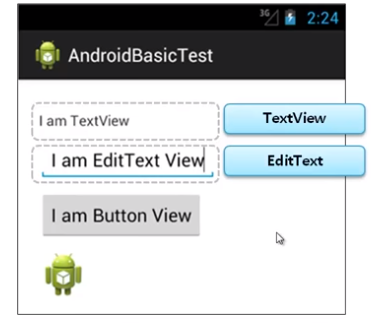 3G 2:24
AndroidBasicTest
I am TextView TextView
I am EditText View EditText
I am Button View